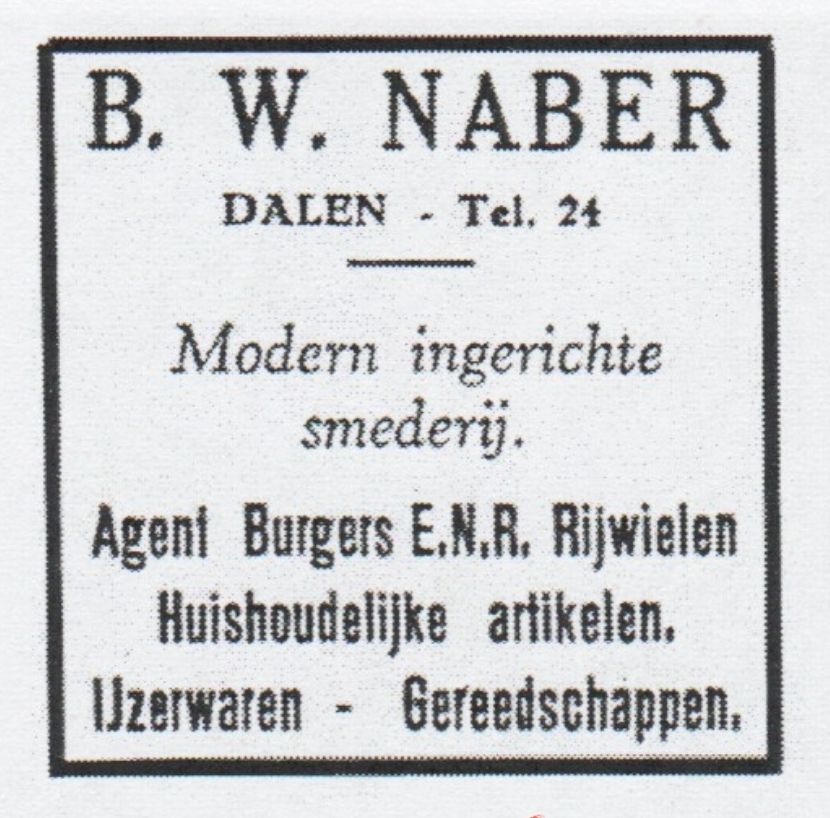 B. W. NABER
DALEN - Tel. 24
Modern ingerichte
smederij.
Agent Burgers E.N.R. Rijwielen
Huishoudelijke artikelen.
IJzerwaren - Gereedschappen.